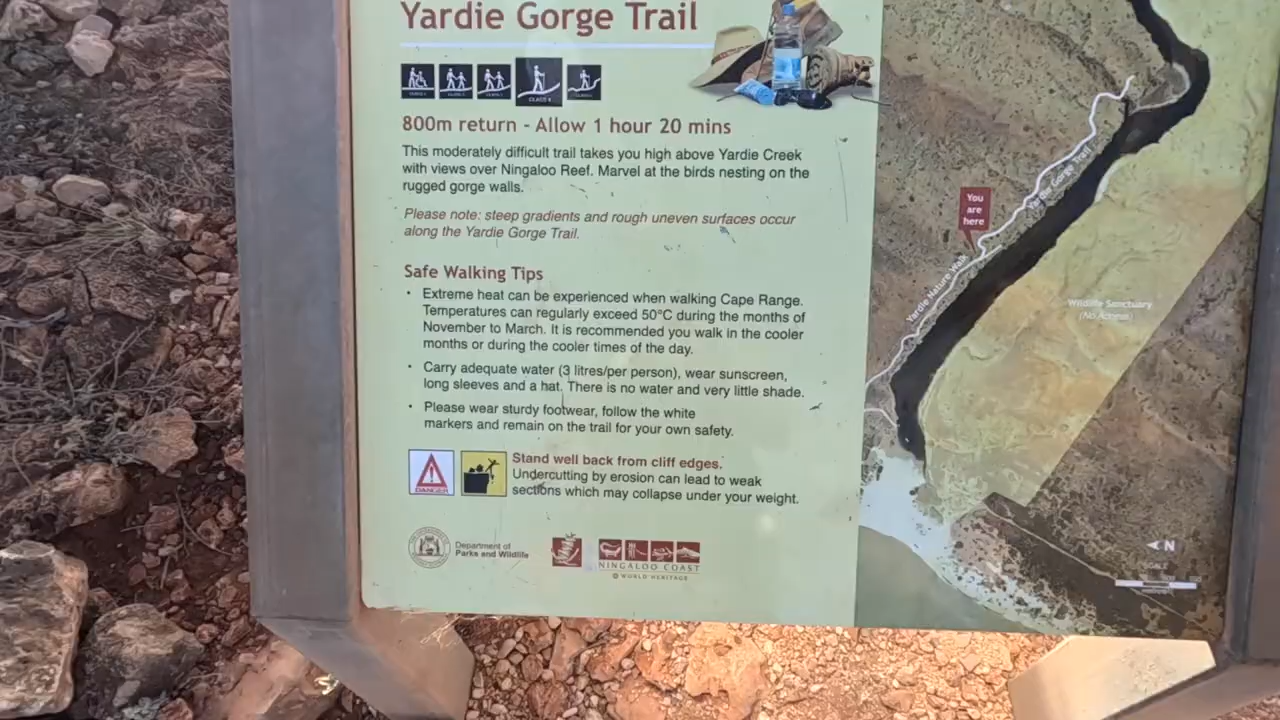 Yardie Gorge Trail
CLASS 4
800m return - Allow 1 hour 20 mins
This moderately difficult trail takes you high above Yardie Creek
with views over Ningaloo Reef. Marvel at the birds nesting on the
rugged gorge walls.
Please note: steep gradients and rough uneven surfaces occur
along the Yardie Gorge Trail.
Safe Walking Tips
• Extreme heat can be experienced when walking Cape Range.
Temperatures can regularly exceed 50°C during the months of
November to March. It is recommended you walk in the cooler
months or during the cooler times of the day.
• Carry adequate water (3 litres/per person), wear sunscreen,
long sleeves and a hat. There is no water and very little shade.
• Please wear sturdy footwear, follow the white
markers and remain on the trail for your own safety.
DANGER
Stand well back from cliff edges.
Undercutting by erosion can lead to weak
sections which may collapse under your weight.
Department of
Parks and Wildlife
NINGALOO COAST
WORLD HERITAGE
Yardie Gorge Trail
You
are
here
Yardie Nature Walk
Wildlife Sanctuary
(No Access)
N
SCALE